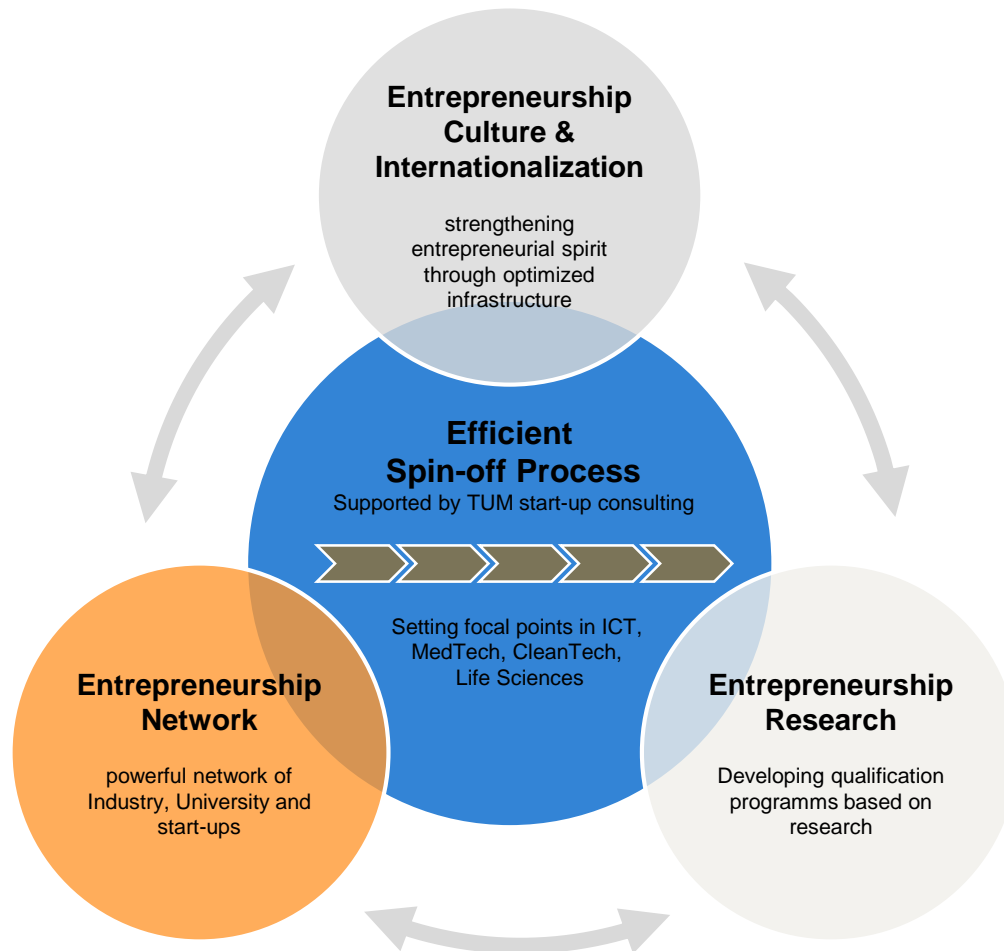 Entrepreneurship
Culture &
Internationalization
strengthening
entrepreneurial spirit
through optimized
infrastructure
Efficient
Spin-off Process
Supported by TUM start-up consulting
Setting focal points in ICT,
MedTech, CleanTech,
Life Sciences
Entrepreneurship
Network
powerful network of
Industry, University and
start-ups
Entrepreneurship
Research
Developing qualification
programms based on
research